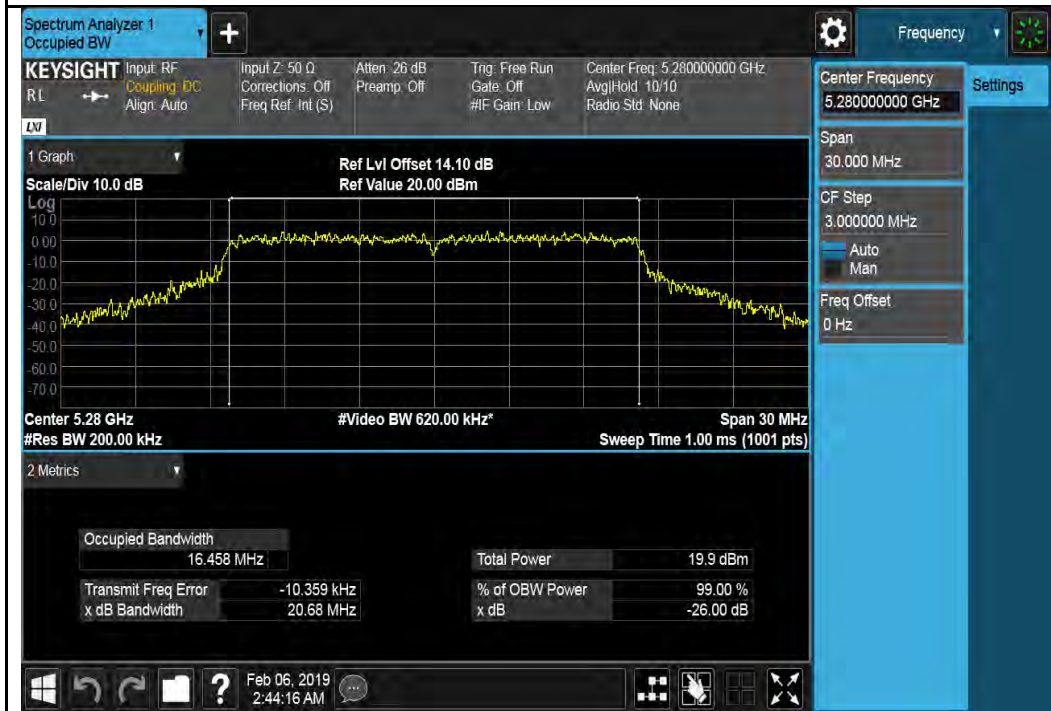 Spectrum Analyzer 1
Occupied BW
+
Frequency
KEYSIGHT
RL
LXI
Input: RF
Coupling: DC
Align: Auto
Input Z: 50 Ω
Corrections: Off
Freq Ref: Int (S)
Atten: 26 dB
Preamp: Off
Trig: Free Run
Gate: Off
#IF Gain: Low
Center Freq: 5.280000000 GHz
Avg|Hold: 10/10
Radio Std: None
Center Frequency
5.280000000 GHz
Settings
Span
30.000 MHz
CF Step
3.000000 MHz
Auto
Man
Freq Offset
0 Hz
1 Graph
Scale/Div 10.0 dB
Ref Lvl Offset 14.10 dB
Ref Value 20.00 dBm
Log
10.0
0.00
-10.0
-20.0
-30.0
-40.0
-50.0
-60.0
-70.0
Center 5.28 GHz
#Video BW 620.00 kHz*
Span 30 MHz
#Res BW 200.00 kHz
Sweep Time 1.00 ms (1001 pts)
2 Metrics
Occupied Bandwidth
16.458 MHz
Total Power 19.9 dBm
Transmit Freq Error -10.359 kHz
% of OBW Power 99.00 %
x dB Bandwidth 20.68 MHz
x dB -26.00 dB
?
Feb 06, 2019
2:44:16 AM